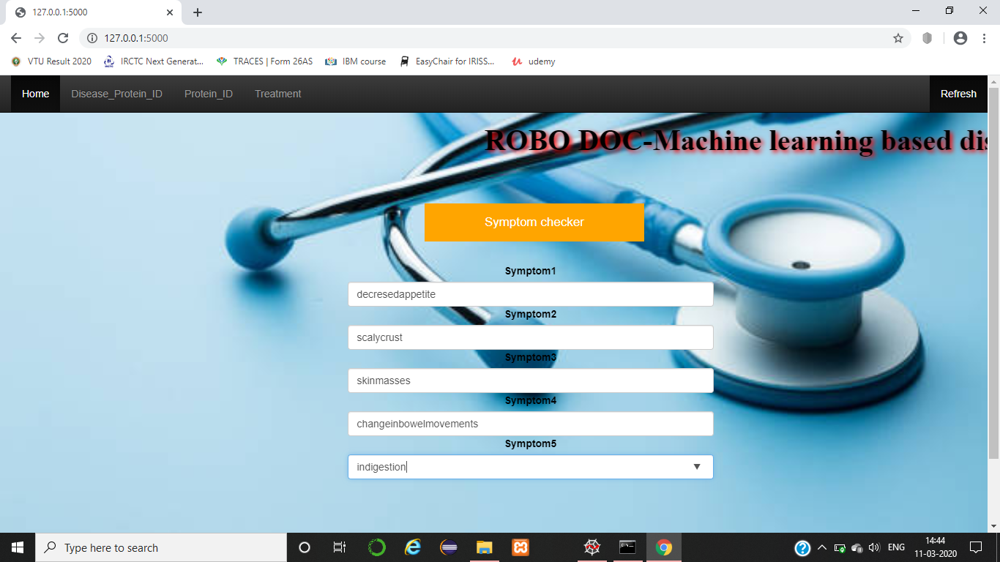 127.0.0.1:5000
127.0.0.1:5000
VTU Result 2020 IRCTC Next Generat... TRACES | Form 26AS IBM course EasyChair for IRISS... udemy
Home Disease_Protein_ID Protein_ID Treatment Refresh
ROBO DOC-Machine learning based dis
Symptom checker
Symptom1
decresedappetite
Symptom2
scalycrust
Symptom3
skinmasses
Symptom4
changeinbowelmovements
Symptom5
indigestion
Type here to search ENG 14:44
11-03-2020